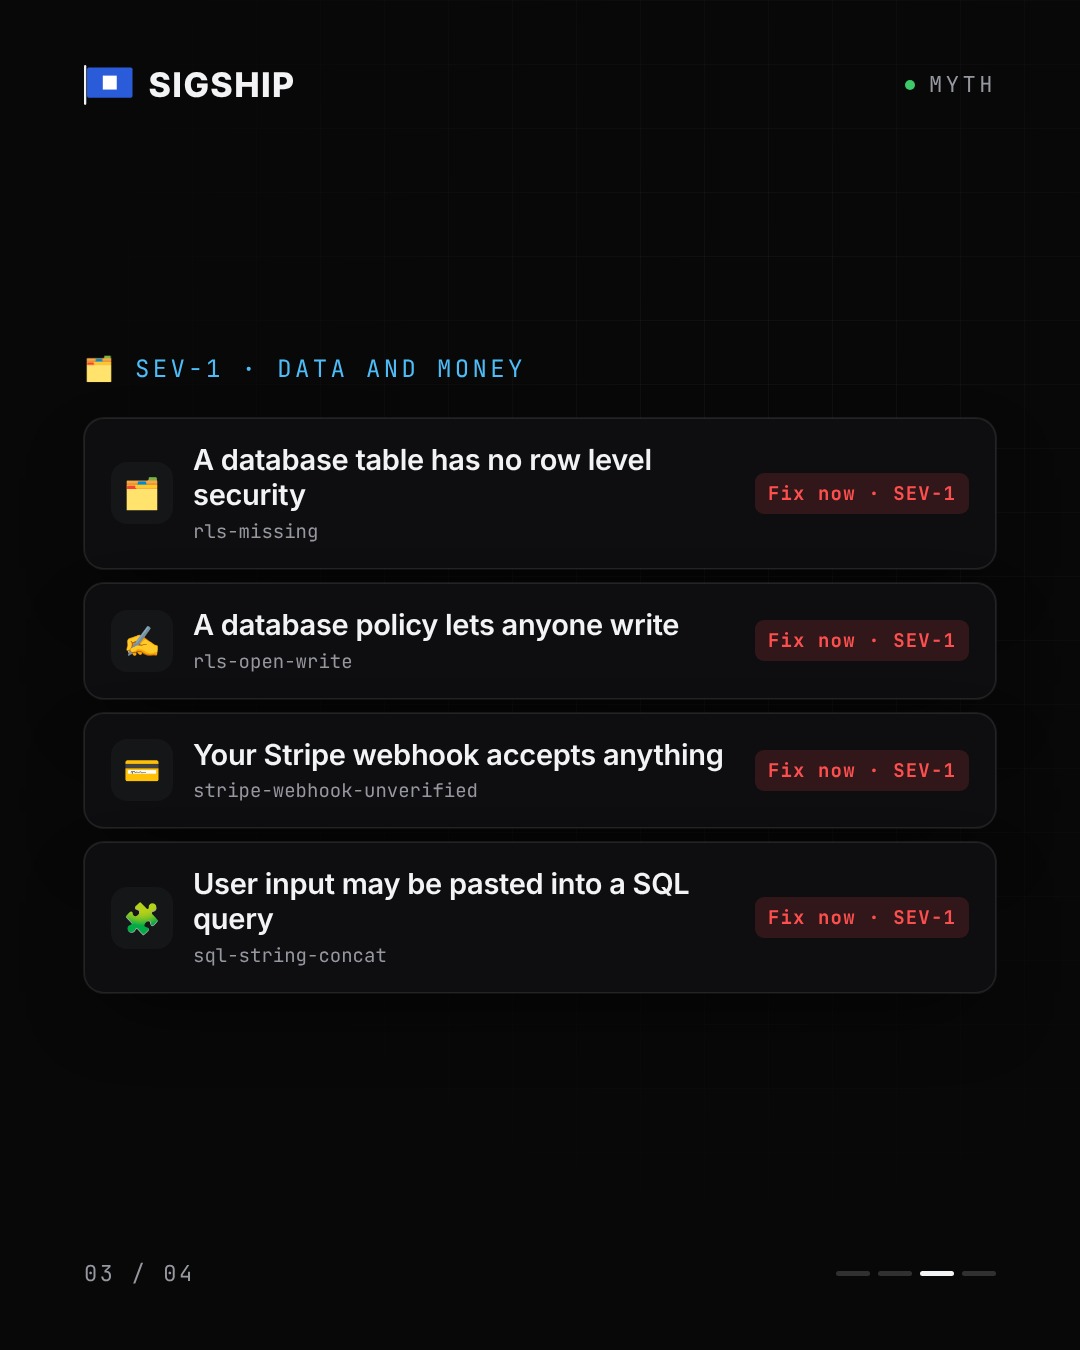 SIGSHIP
MYTH
SEV-1 · DATA AND MONEY
A database table has no row level
security
rls-missing
Fix now · SEV-1
A database policy lets anyone write
rls-open-write
Fix now · SEV-1
Your Stripe webhook accepts anything
stripe-webhook-unverified
Fix now · SEV-1
User input may be pasted into a SQL
query
sql-string-concat
Fix now · SEV-1
03 / 04